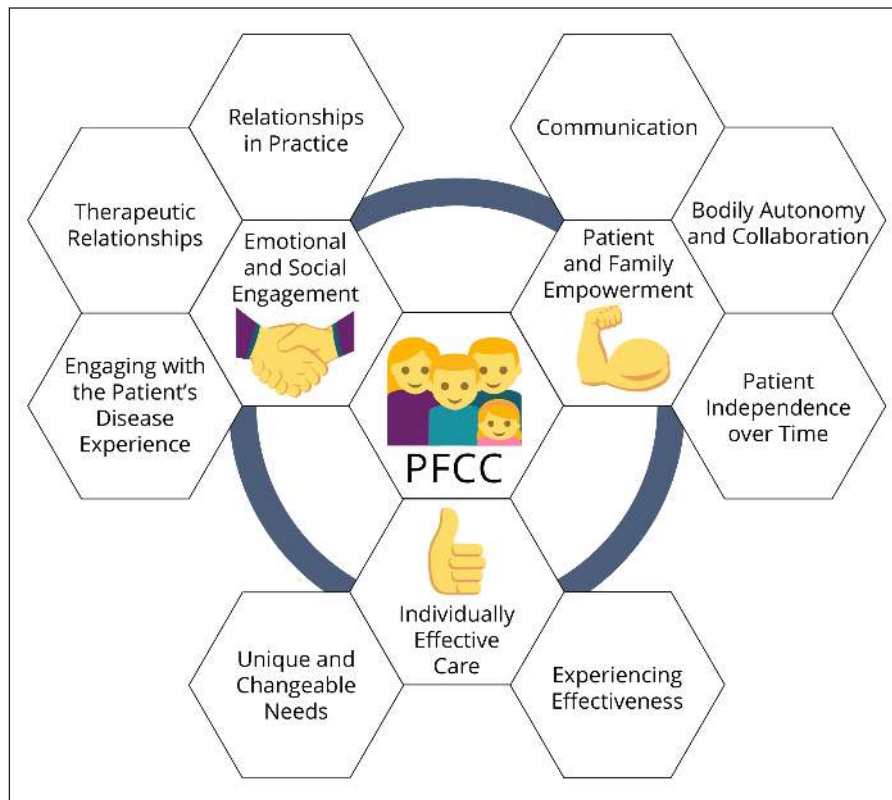 Relationships
in Practice
Communication
Therapeutic
Relationships
Bodily Autonomy
and Collaboration
Emotional
and Social
Engagement
Patient
and Family
Empowerment
Engaging with
the Patient’s
Disease
Experience
PFCC
Patient
Independence
over Time
Individually
Effective
Care
Unique and
Changeable
Needs
Experiencing
Effectiveness